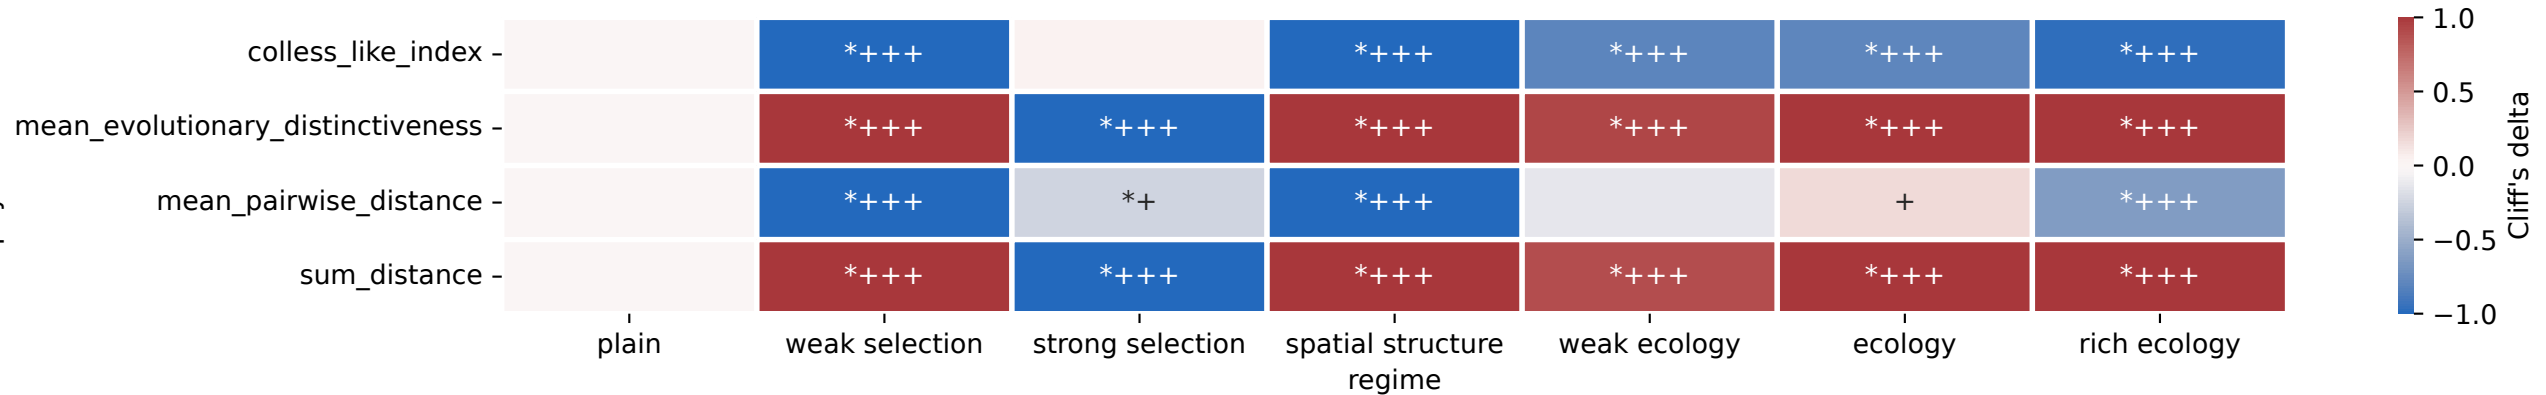 colless_like_index *+++ *+++ *+++ *+++ *+++
mean_evolutionary_distinctiveness *+++ *+++ *+++ *+++ *+++ *+++
mean_pairwise_distance *+++ *+ *+++ + *+++
sum_distance *+++ *+++ *+++ *+++ *+++ *+++
plain weak selection strong selection spatial structure weak ecology ecology rich ecology
regime
1.0
0.5
0.0
−0.5
−1.0
Cliff's delta